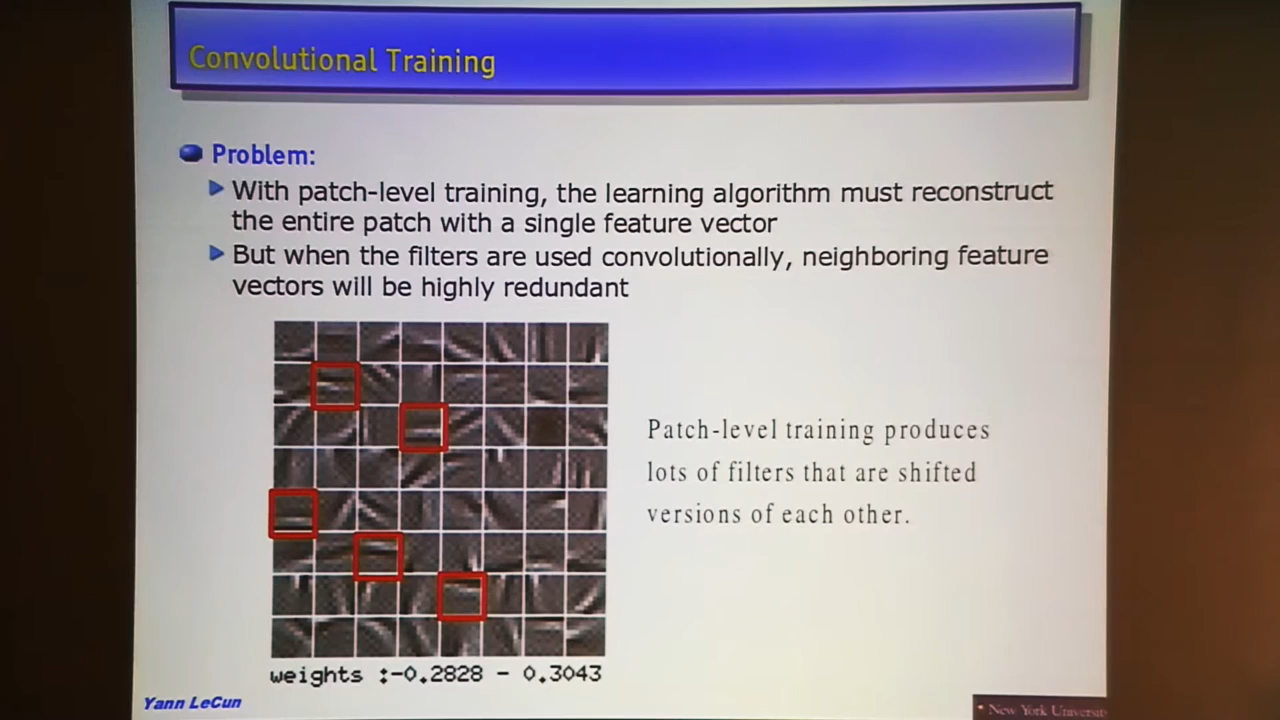 Convolutional Training
Problem:
With patch-level training, the learning algorithm must reconstruct
the entire patch with a single feature vector
But when the filters are used convolutionally, neighboring feature
vectors will be highly redundant
Patch-level training produces
lots of filters that are shifted
versions of each other.
weights :-0.2828 - 0.3043
Yann LeCun
New York